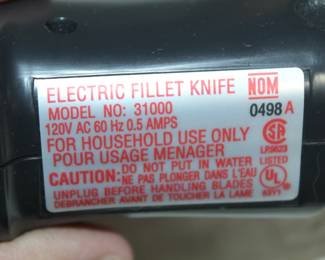 ELECTRIC FILLET KNIFE NOM
MODEL NO: 31000 0498 A
120V AC 60 Hz 0.5 AMPS
FOR HOUSEHOLD USE ONLY
POUR USAGE MENAGER
LISTED
CAUTION: DO NOT PUT IN WATER
NE PAS PLONGER DANS L'EAU
UL
UNPLUG BEFORE HANDLING BLADES
DEBRANCHER AVANT DE TOUCHER LA LAME